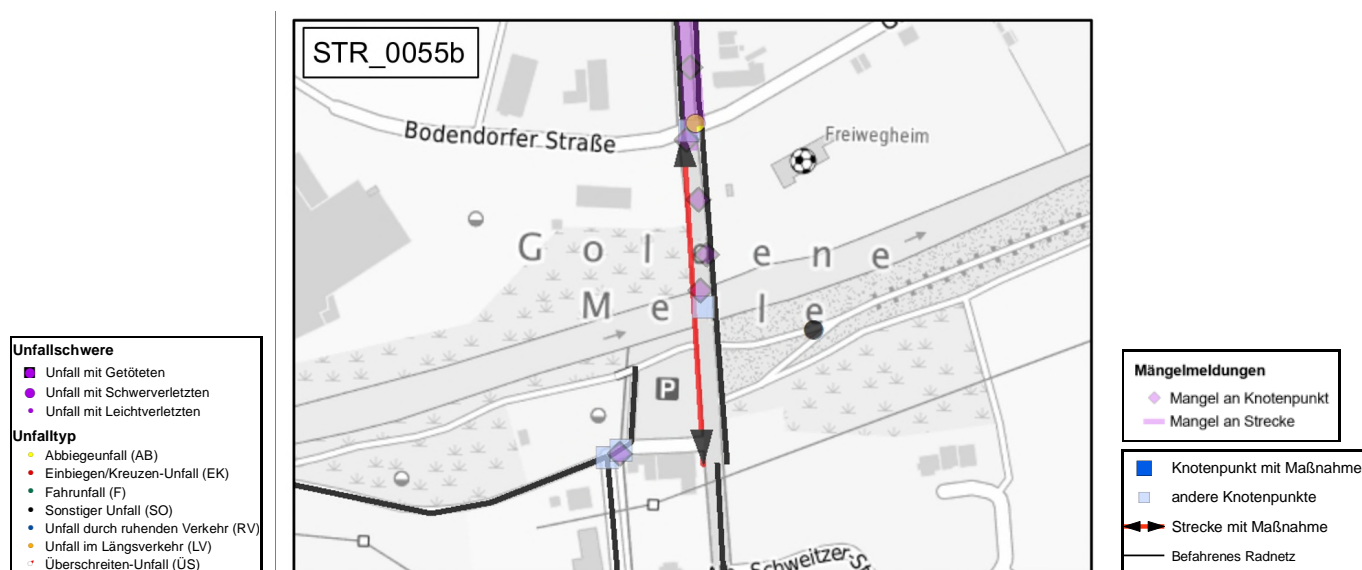 STR_0055b
Bodendorfer Straße
Freiwegheim
Goldene
Meile
P
Unfallschwere
Unfall mit Getöteten
Unfall mit Schwerverletzten
Unfall mit Leichtverletzten
Unfalltyp
Abbiegeunfall (AB)
Einbiegen/Kreuzen-Unfall (EK)
Fahrunfall (F)
Sonstiger Unfall (SO)
Unfall durch ruhenden Verkehr (RV)
Unfall im Längsverkehr (LV)
Überschreiten-Unfall (ÜS)
Mängelmeldungen
Mangel an Knotenpunkt
Mangel an Strecke
Knotenpunkt mit Maßnahme
andere Knotenpunkte
Strecke mit Maßnahme
Befahrenes Radnetz